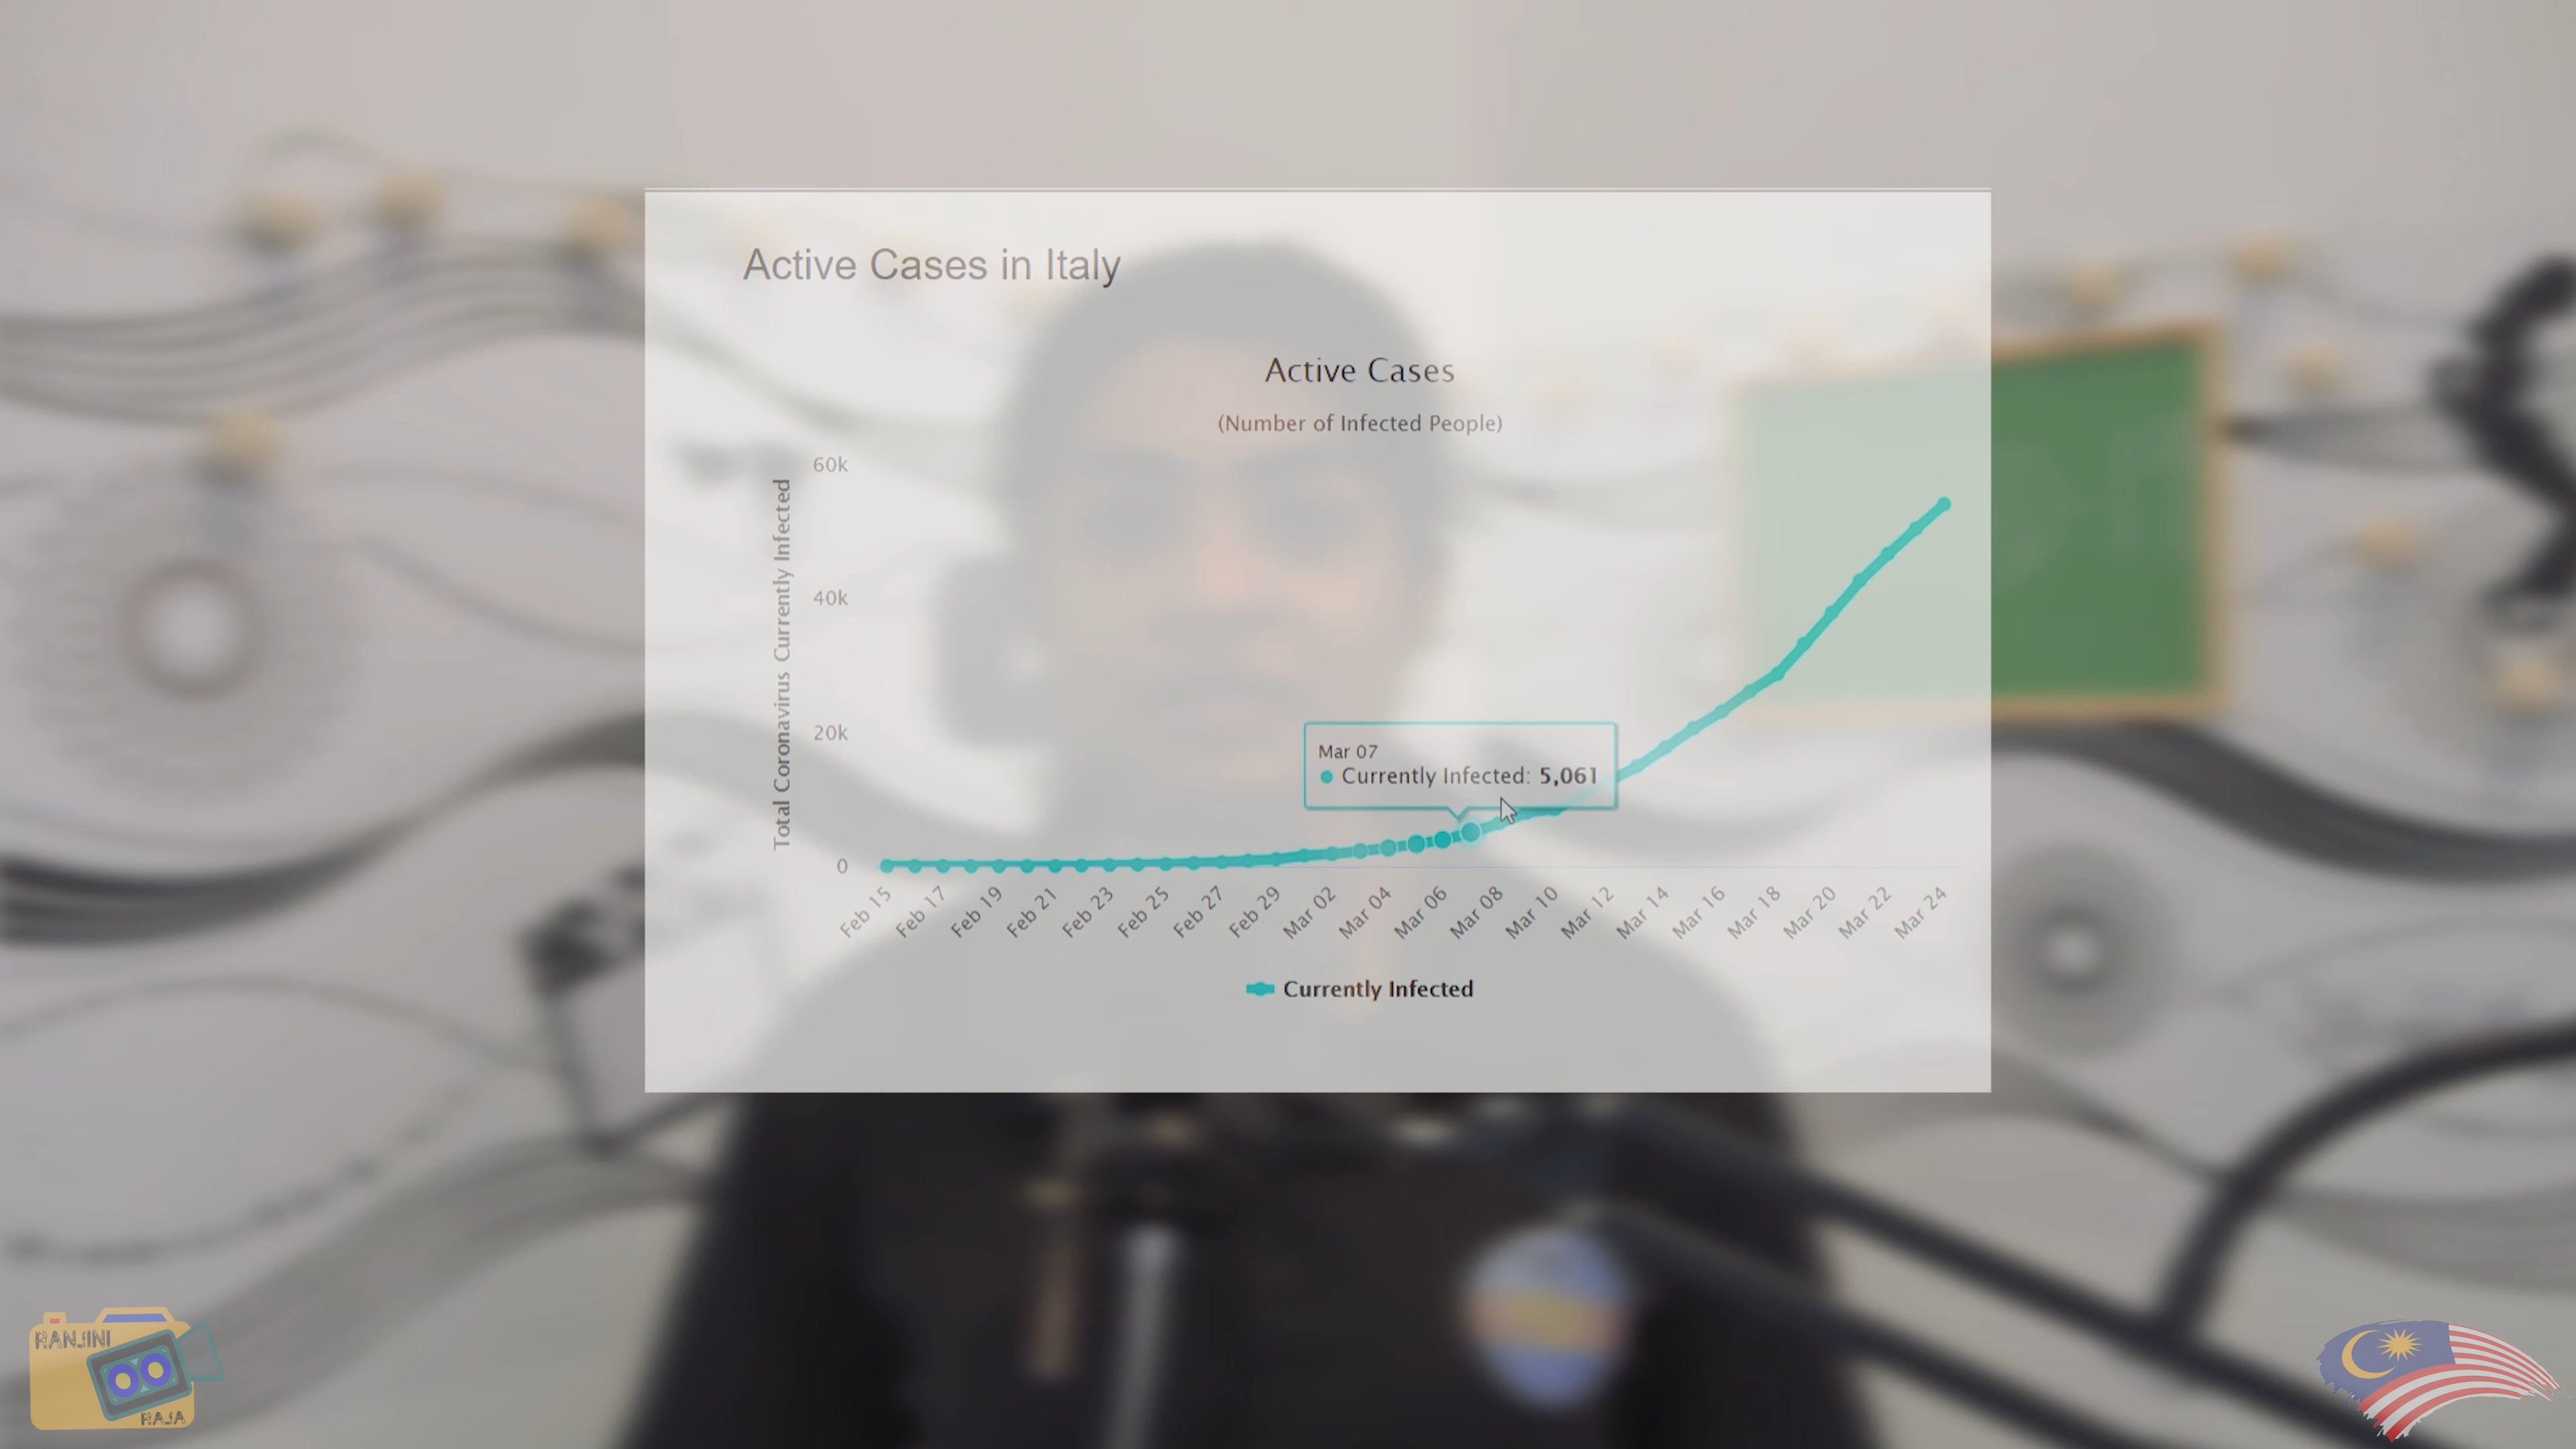 Active Cases in Italy
Active Cases
(Number of Infected People)
Total Coronavirus Currently Infected
60k
40k
20k
0
Mar 07
Currently Infected: 5,061
Feb 15
Feb 17
Feb 19
Feb 21
Feb 23
Feb 25
Feb 27
Feb 29
Mar 02
Mar 04
Mar 06
Mar 08
Mar 10
Mar 12
Mar 14
Mar 16
Mar 18
Mar 20
Mar 22
Mar 24
Currently Infected
RANJINI
RAJA